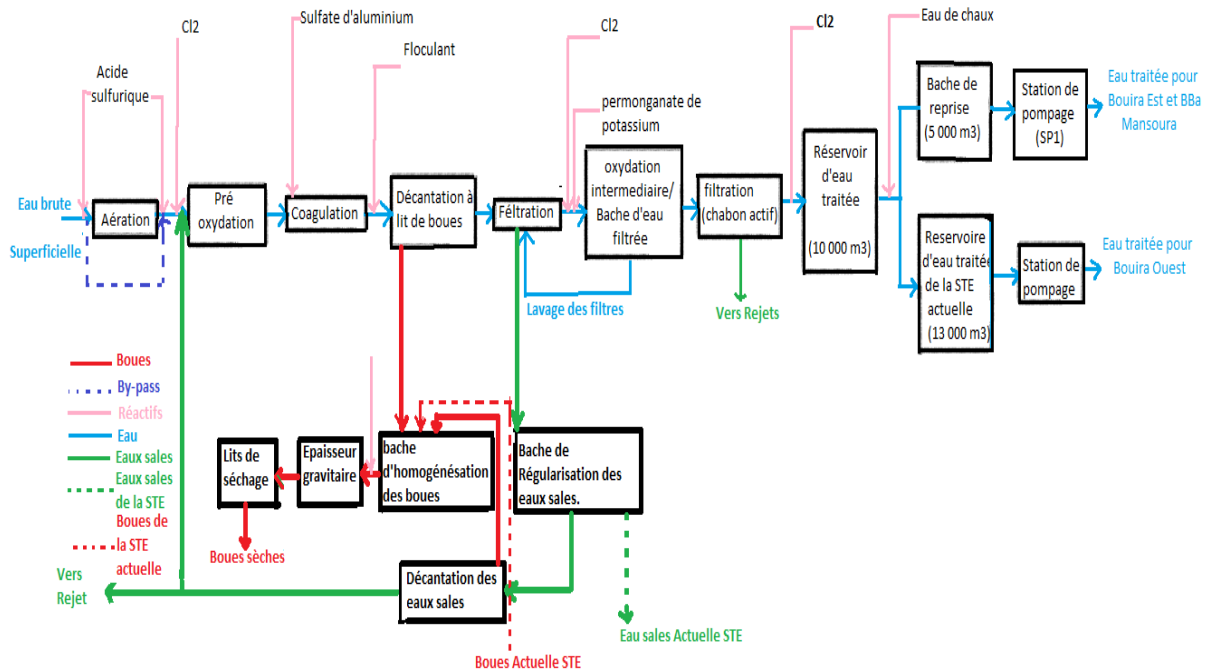 Cl2
Sulfate d'aluminium
Floculant
Acide
sulfurique
Cl2
permonganate de
potassium
Cl2
Eau de chaux
Eau brute
Superficielle
Aération
Pré
oxydation
Coagulation
Décantation à
lit de boues
Féltration
oxydation
intermediaire/
Bache d'eau
filtrée
filtration
(chabon actif)
Réservoir
d'eau
traitée
(10 000 m3)
Bache de
reprise
(5 000 m3)
Station de
pompage
(SP1)
Eau traitée pour
Bouira Est et BBa
Mansoura
Reservoire
d'eau traitée
de la STE
actuelle
(13 000 m3)
Station de
pompage
Eau traitée pour
Bouira Ouest
Lavage des filtres
Vers Rejets
Boues
By-pass
Réactifs
Eau
Eaux sales
Eaux sales
de la STE
Boues de
la STE
actuelle
Lits de
séchage
Epaisseur
gravitaire
bache
d'homogénésation
des boues
Bache de
Régularisation des
eaux sales.
Boues sèches
Décantation des
eaux sales
Vers
Rejet
Eau sales Actuelle STE
Boues Actuelle STE